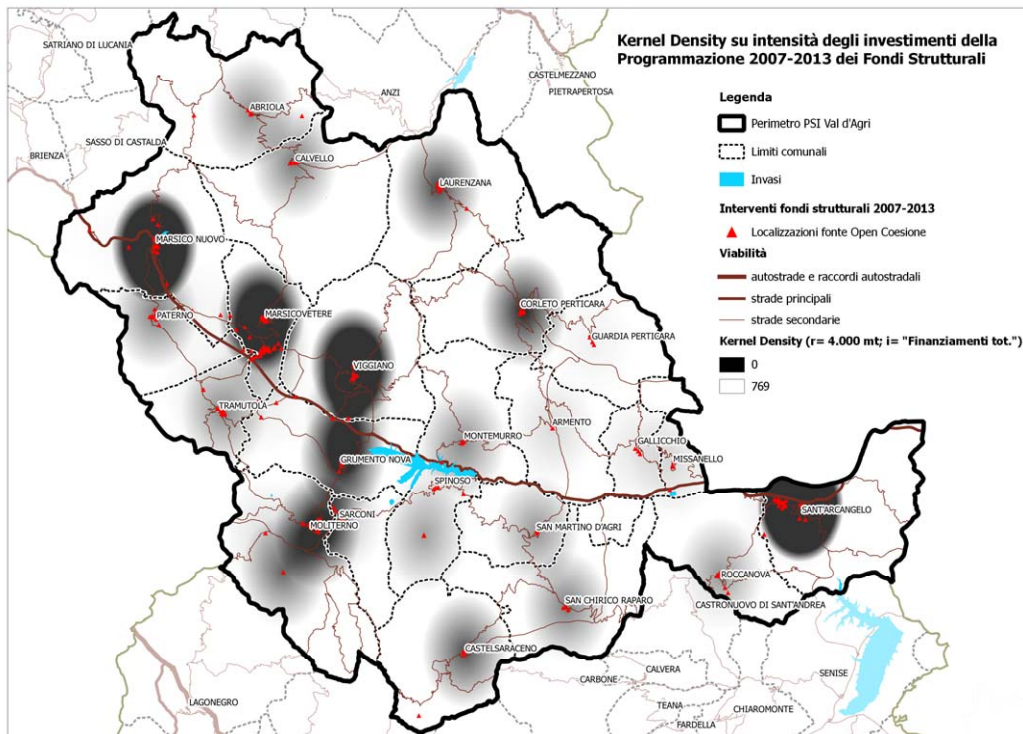 Kernel Density su intensità degli investimenti della
Programmazione 2007-2013 dei Fondi Strutturali
Legenda
Perimetro PSI Val d'Agri
Limiti comunali
Invasi
Interventi fondi strutturali 2007-2013
Localizzazioni fonte Open Coesione
Viabilità
autostrade e raccordi autostradali
strade principali
strade secondarie
Kernel Density (r= 4.000 mt; i= "Finanziamenti tot.")
0
769
SATRIANO DI LUCANIA
CASTELMEZZANO
PIETRAPERTOSA
ANZI
ABRIOLA
SASSO DI CASTALDA
BRIENZA
CALVELLO
LAURENZANA
MARSICO NUOVO
CORLETO PERTICARA
PATERNO
MARSICOVETERE
GUARDIA PERTICARA
VIGGIANO
TRAMUTOLA
ARMENTO
MONTEMURRO
GALLICCHIO
GRUMENTO NOVA
MISSANELLO
SPINOSO
SARCONI
SANT'ARCANGELO
MOLITERNO
SAN MARTINO D'AGRI
ROCCANOVA
SAN CHIRICO RAPARO
CASTRONUOVO DI SANT'ANDREA
CASTELSARACENO
CALVERA
SENISE
CARBONE
LAGONEGRO
TEANA
CHIAROMONTE
FARDELLA